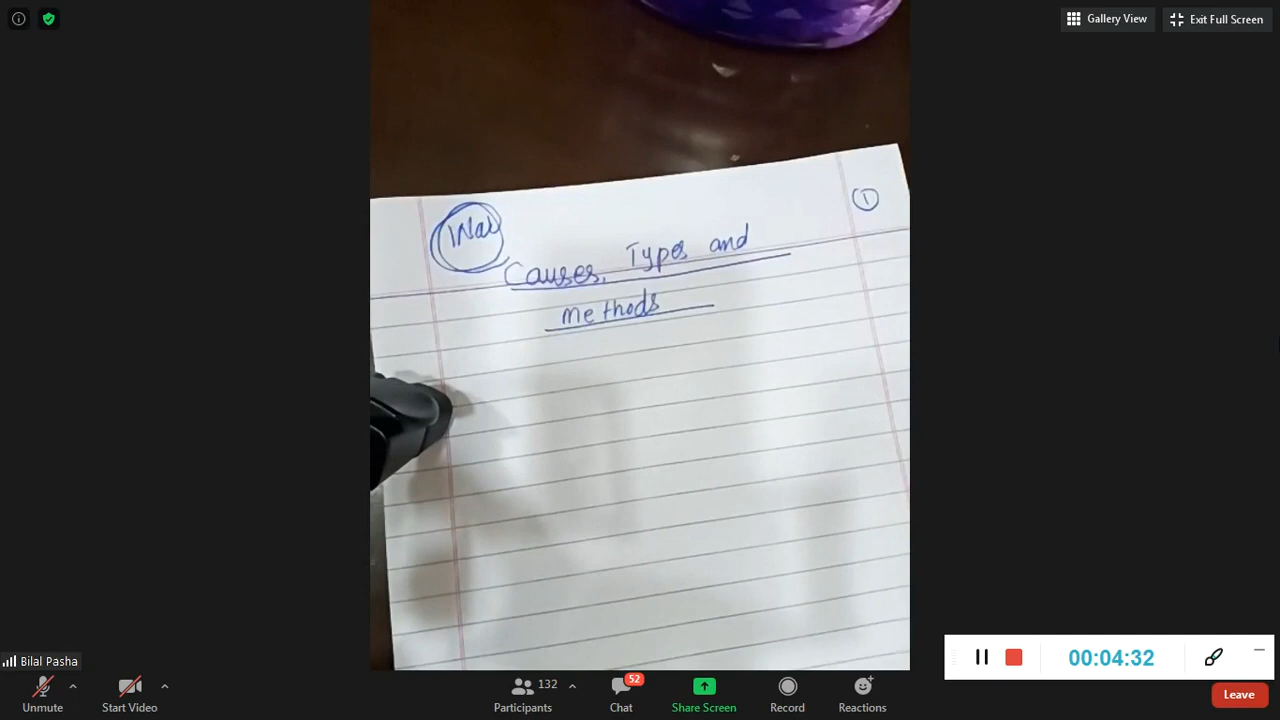 Gallery View
Exit Full Screen
1
Causes, Types and
methods
Bilal Pasha
00:04:32
Unmute
Start Video
132
Participants
52
Chat
Share Screen
Record
Reactions
Leave